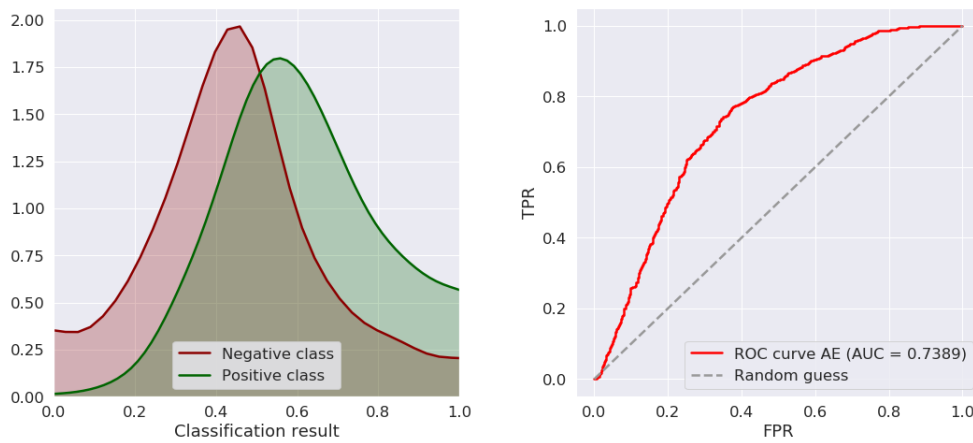 2.00
1.75
1.50
1.25
1.00
0.75
0.50
0.25
0.00
Negative class
Positive class
0.0 0.2 0.4 0.6 0.8 1.0
Classification result
1.0
0.8
0.6
0.4
0.2
0.0
TPR
ROC curve AE (AUC = 0.7389)
Random guess
0.0 0.2 0.4 0.6 0.8 1.0
FPR